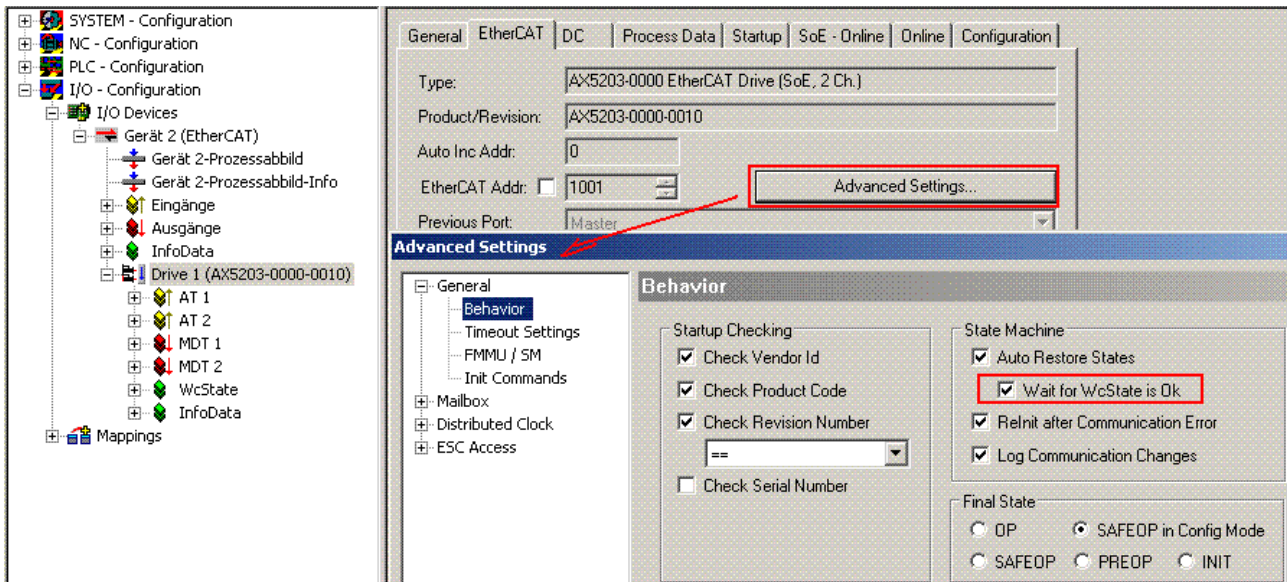 SYSTEM - Configuration
NC - Configuration
PLC - Configuration
I/O - Configuration
I/O Devices
Gerät 2 (EtherCAT)
Gerät 2-Prozessabbild
Gerät 2-Prozessabbild-Info
Eingänge
Ausgänge
InfoData
Drive 1 (AX5203-0000-0010)
AT 1
AT 2
MDT 1
MDT 2
WcState
InfoData
Mappings
General EtherCAT DC Process Data Startup SoE - Online Online Configuration
Type: AX5203-0000 EtherCAT Drive (SoE, 2 Ch.)
Product/Revision: AX5203-0000-0010
Auto Inc Addr: 0
EtherCAT Addr: 1001 Advanced Settings...
Previous Port: Master
Advanced Settings
General
Behavior
Timeout Settings
FMMU / SM
Init Commands
Mailbox
Distributed Clock
ESC Access
Behavior
Startup Checking
Check Vendor Id
Check Product Code
Check Revision Number
==
Check Serial Number
State Machine
Auto Restore States
Wait for WcState is Ok
ReInit after Communication Error
Log Communication Changes
Final State
OP SAFEOP in Config Mode
SAFEOP PREOP INIT